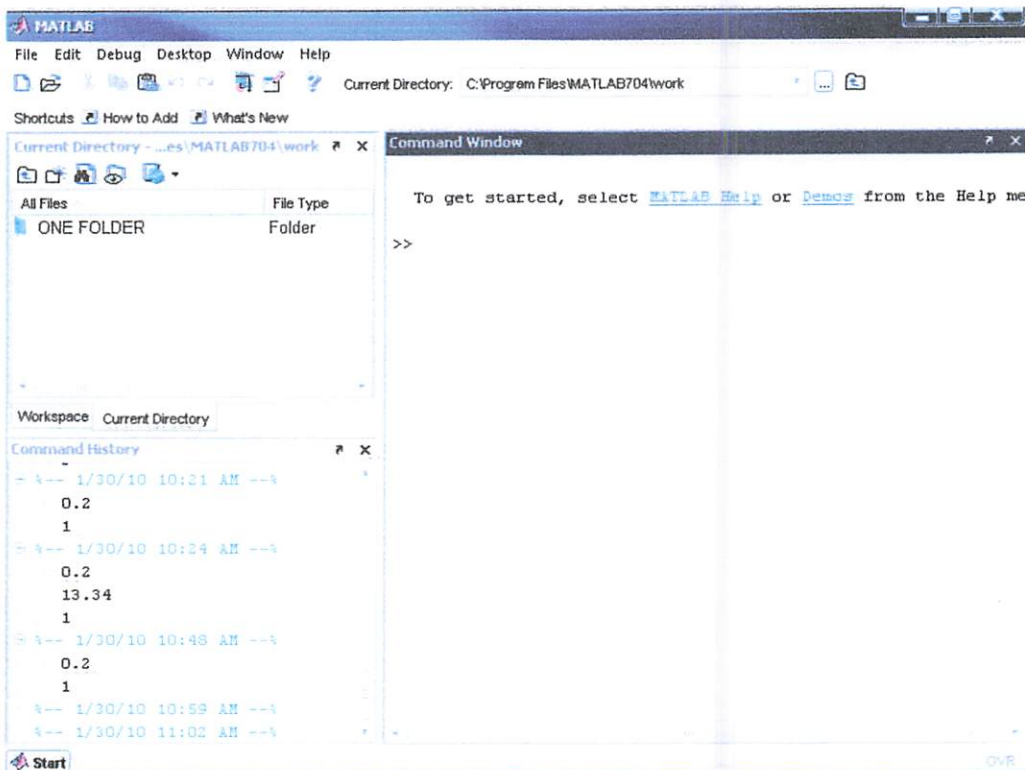 MATLAB
File Edit Debug Desktop Window Help
Current Directory: C:\Program Files\MATLAB704\work ...
Shortcuts How to Add What's New
Current Directory - ...es\MATLAB704\work
All Files File Type
ONE FOLDER Folder
Workspace Current Directory
Command History
%-- 1/30/10 10:21 AM --%
0.2
1
%-- 1/30/10 10:24 AM --%
0.2
13.34
1
%-- 1/30/10 10:48 AM --%
0.2
1
%-- 1/30/10 10:59 AM --%
%-- 1/30/10 11:02 AM --%
Command Window
To get started, select MATLAB Help or Demos from the Help me
>>
Start
OVR